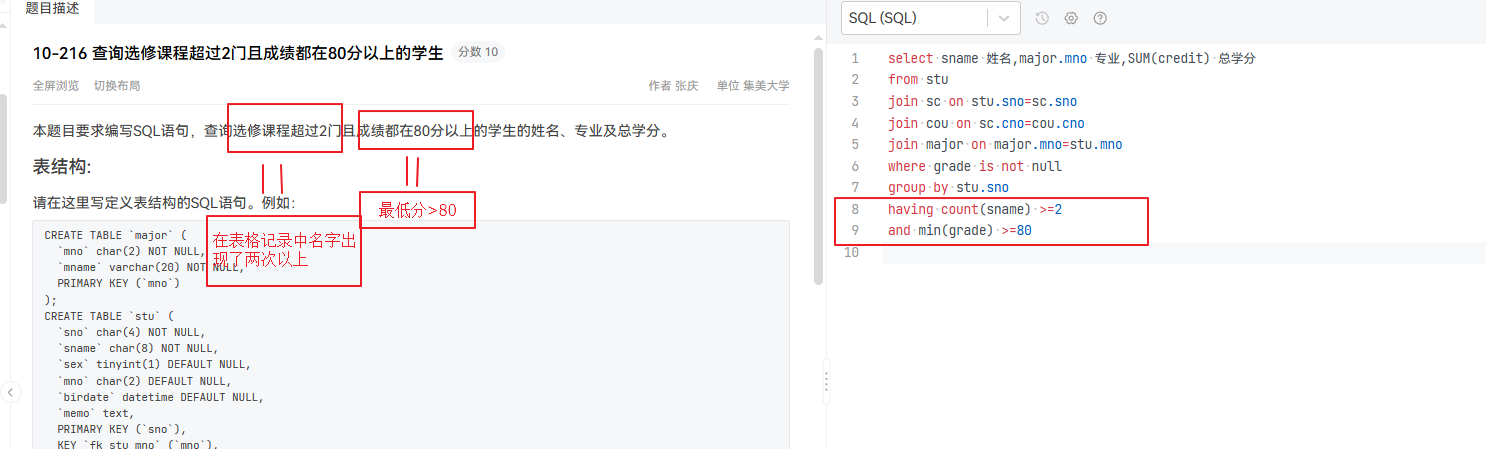 题目描述
10-216 查询选修课程超过2门且成绩都在80分以上的学生 分数 10
全屏浏览 切换布局 作者 张庆 单位 集美大学
本题目要求编写SQL语句，查询选修课程超过2门且成绩都在80分以上的学生的姓名、专业及总学分。
表结构:
请在这里写定义表结构的SQL语句。例如：
最低分>80
在表格记录中名字出
现了两次以上
CREATE TABLE `major` (
`mno` char(2) NOT NULL,
`mname` varchar(20) NOT NULL,
PRIMARY KEY (`mno`)
);
CREATE TABLE `stu` (
`sno` char(4) NOT NULL,
`sname` char(8) NOT NULL,
`sex` tinyint(1) DEFAULT NULL,
`mno` char(2) DEFAULT NULL,
`birdate` datetime DEFAULT NULL,
`memo` text,
PRIMARY KEY (`sno`),
KEY `fk_stu_mno` (`mno`),
SQL (SQL)
1 select sname 姓名,major.mno 专业,SUM(credit) 总学分
2 from stu
3 join sc on stu.sno=sc.sno
4 join cou on sc.cno=cou.cno
5 join major on major.mno=stu.mno
6 where grade is not null
7 group by stu.sno
8 having count(sname) >=2
9 and min(grade) >=80
10